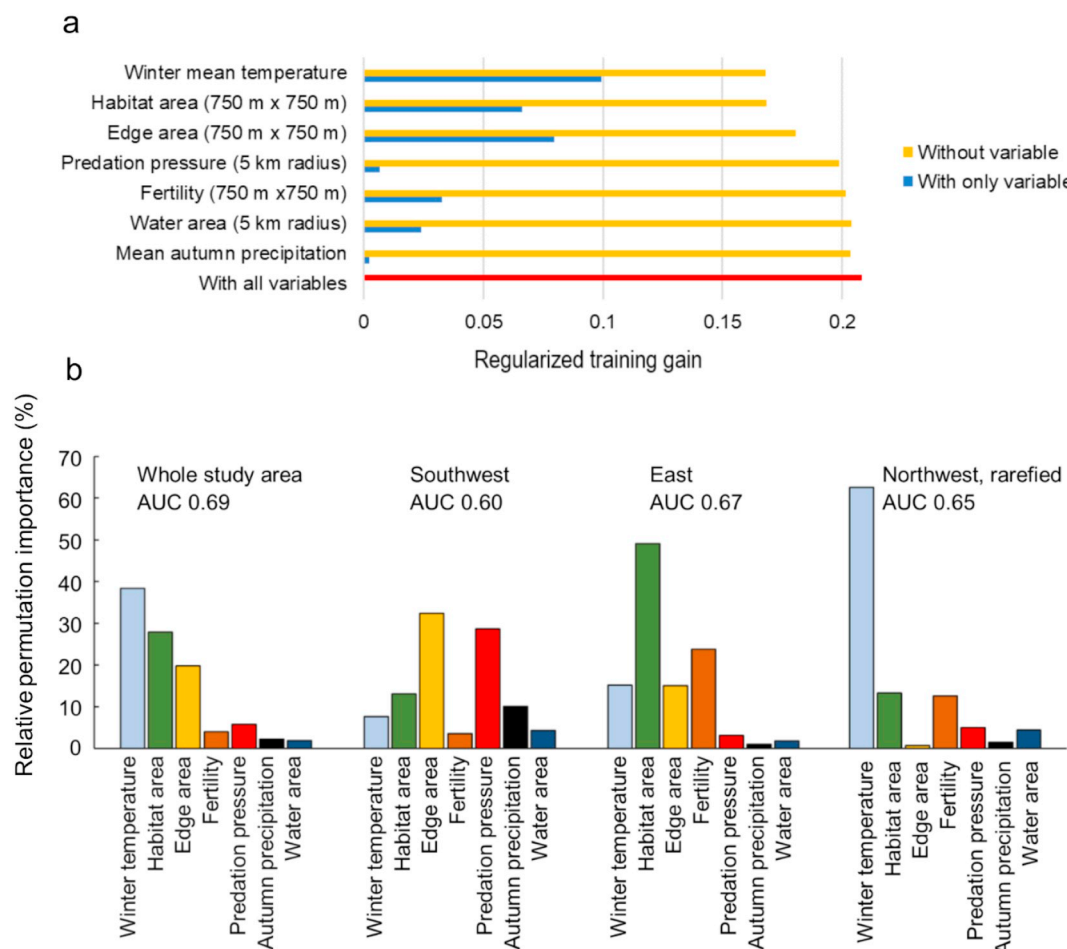 a
Winter mean temperature
Habitat area (750 m x 750 m)
Edge area (750 m x 750 m)
Predation pressure (5 km radius)
Fertility (750 m x750 m)
Water area (5 km radius)
Mean autumn precipitation
With all variables
Without variable
With only variable
0 0.05 0.1 0.15 0.2
Regularized training gain
b
Relative permutation importance (%)
70
60
50
40
30
20
10
0
Whole study area
AUC 0.69
Southwest
AUC 0.60
East
AUC 0.67
Northwest, rarefied
AUC 0.65
Winter temperature
Habitat area
Edge area
Fertility
Predation pressure
Autumn precipitation
Water area
Winter temperature
Habitat area
Edge area
Fertility
Predation pressure
Autumn precipitation
Water area
Winter temperature
Habitat area
Edge area
Fertility
Predation pressure
Autumn precipitation
Water area
Winter temperature
Habitat area
Edge area
Fertility
Predation pressure
Autumn precipitation
Water area